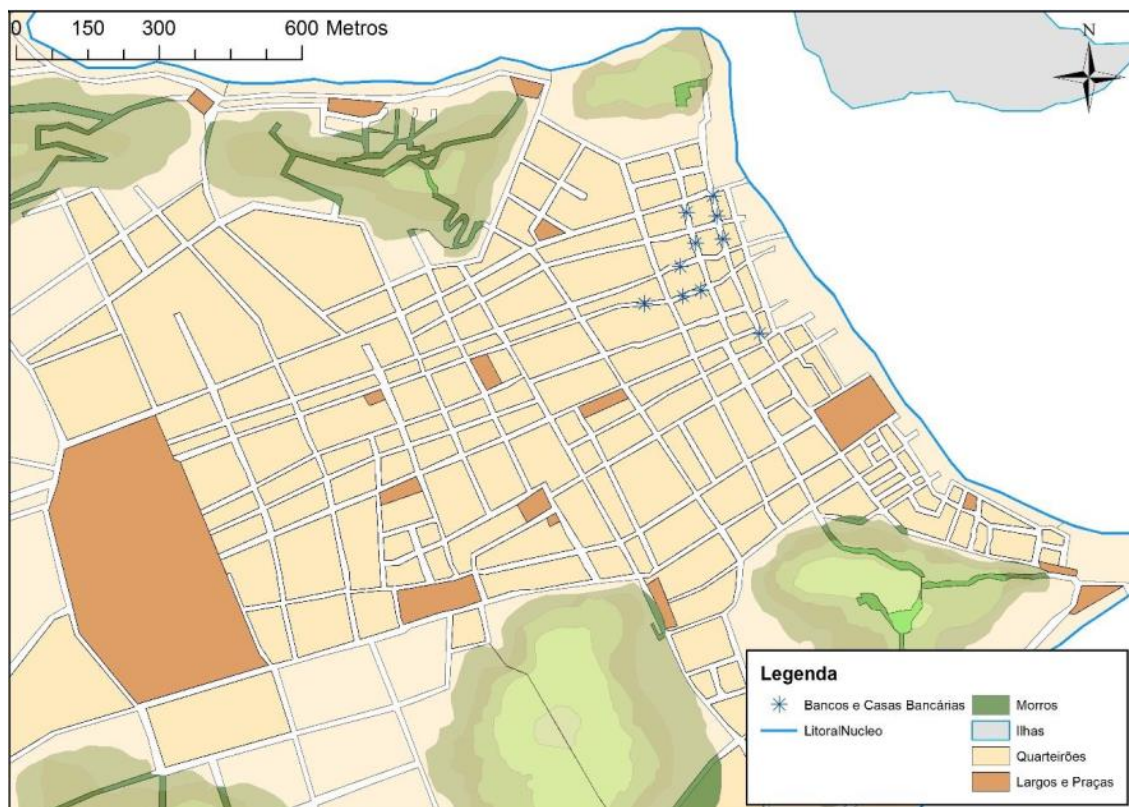 0 150 300 600 Metros
N
Legenda
Bancos e Casas Bancárias
LitoralNucleo
Morros
Ilhas
Quarteirões
Largos e Praças